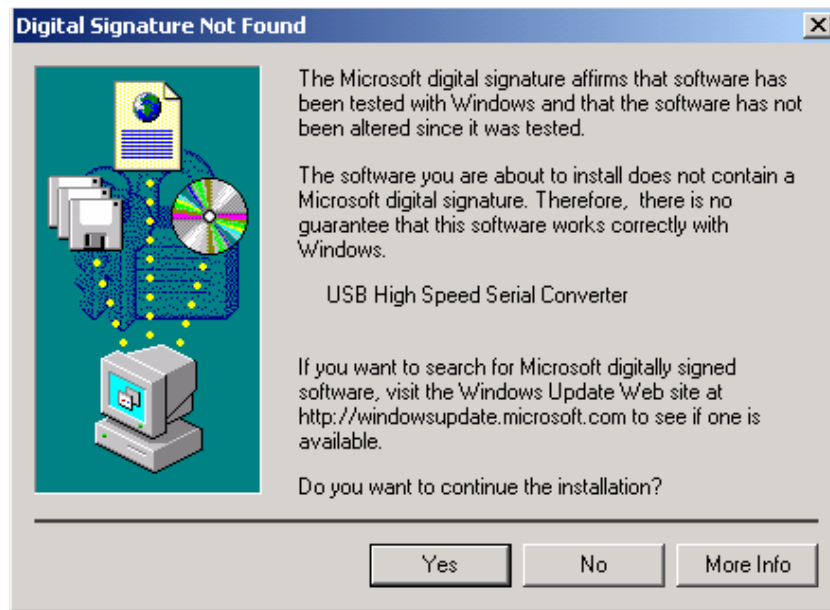 Digital Signature Not Found
The Microsoft digital signature affirms that software has
been tested with Windows and that the software has not
been altered since it was tested.
The software you are about to install does not contain a
Microsoft digital signature. Therefore,  there is no
guarantee that this software works correctly with
Windows.
USB High Speed Serial Converter
If you want to search for Microsoft digitally signed
software, visit the Windows Update Web site at
http://windowsupdate.microsoft.com to see if one is
available.
Do you want to continue the installation?
Yes No More Info